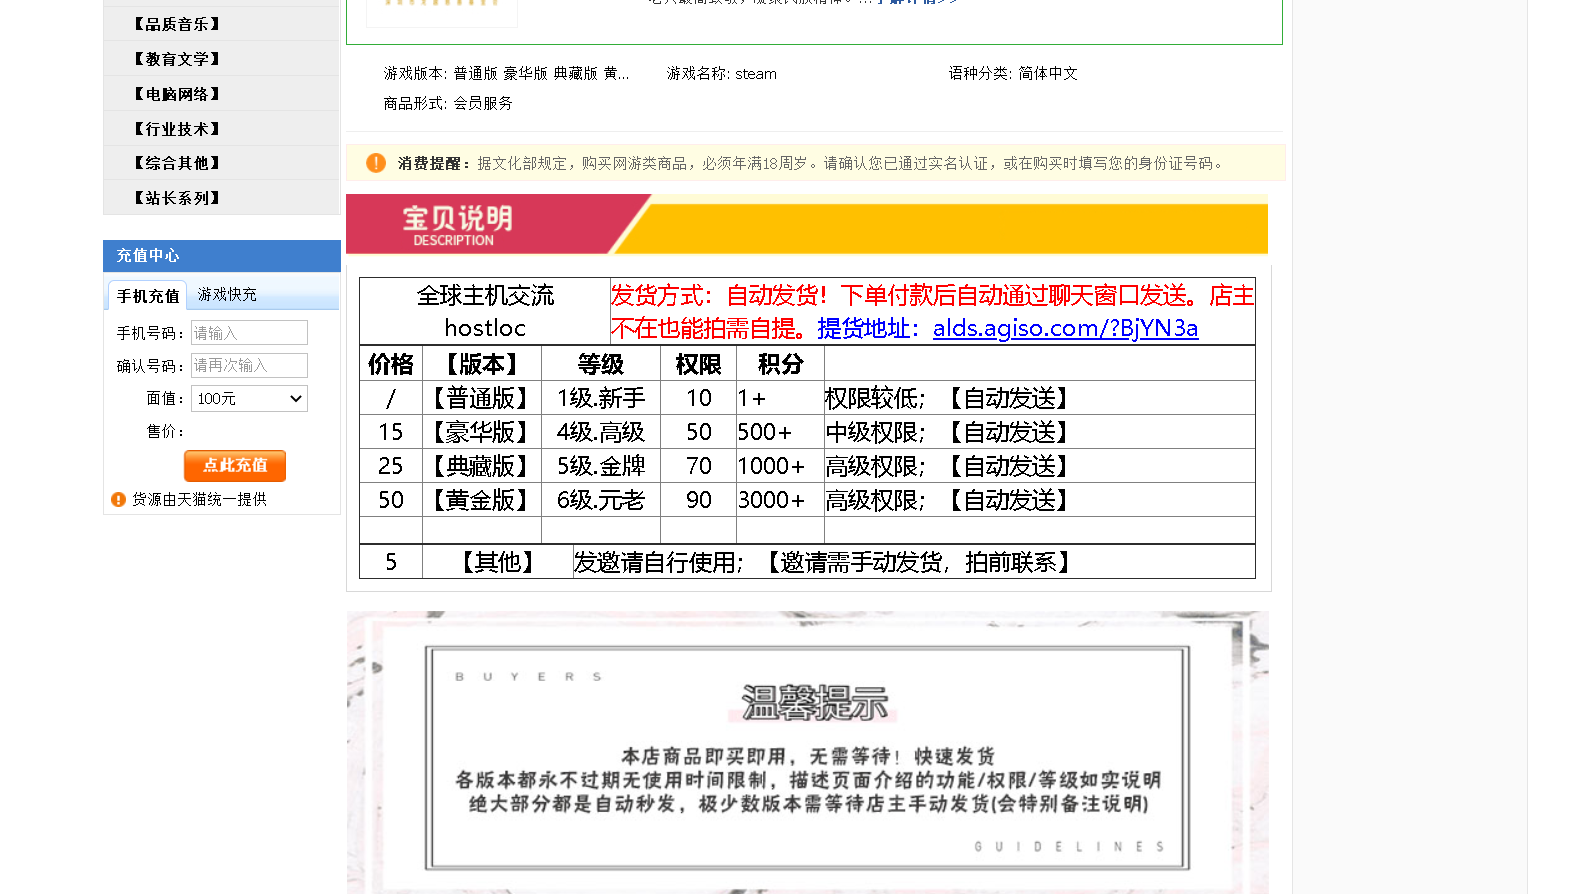 【品质音乐】
【教育文学】
【电脑网络】
【行业技术】
【综合其他】
【站长系列】
充值中心
手机充值 游戏快充
手机号码： 请输入
确认号码： 请再次输入
面值： 100元
售价：
点此充值
货源由天猫统一提供
游戏版本: 普通版 豪华版 典藏版 黄... 游戏名称: steam 语种分类: 简体中文
商品形式: 会员服务
消费提醒： 据文化部规定，购买网游类商品，必须年满18周岁。请确认您已通过实名认证，或在购买时填写您的身份证号码。
宝贝说明
DESCRIPTION
全球主机交流
hostloc
发货方式：自动发货！下单付款后自动通过聊天窗口发送。店主
不在也能拍需自提。提货地址：alds.agiso.com/?BjYN3a
价格 【版本】 等级 权限 积分
/ 【普通版】 1级.新手 10 1+ 权限较低；【自动发送】
15 【豪华版】 4级.高级 50 500+ 中级权限；【自动发送】
25 【典藏版】 5级.金牌 70 1000+ 高级权限；【自动发送】
50 【黄金版】 6级.元老 90 3000+ 高级权限；【自动发送】
5 【其他】 发邀请自行使用；【邀请需手动发货，拍前联系】
BUYERS
温馨提示
本店商品即买即用，无需等待！快速发货
各版本都永不过期无使用时间限制，描述页面介绍的功能/权限/等级如实说明
绝大部分都是自动秒发，极少数版本需等待店主手动发货(会特别备注说明)
GUIDELINES